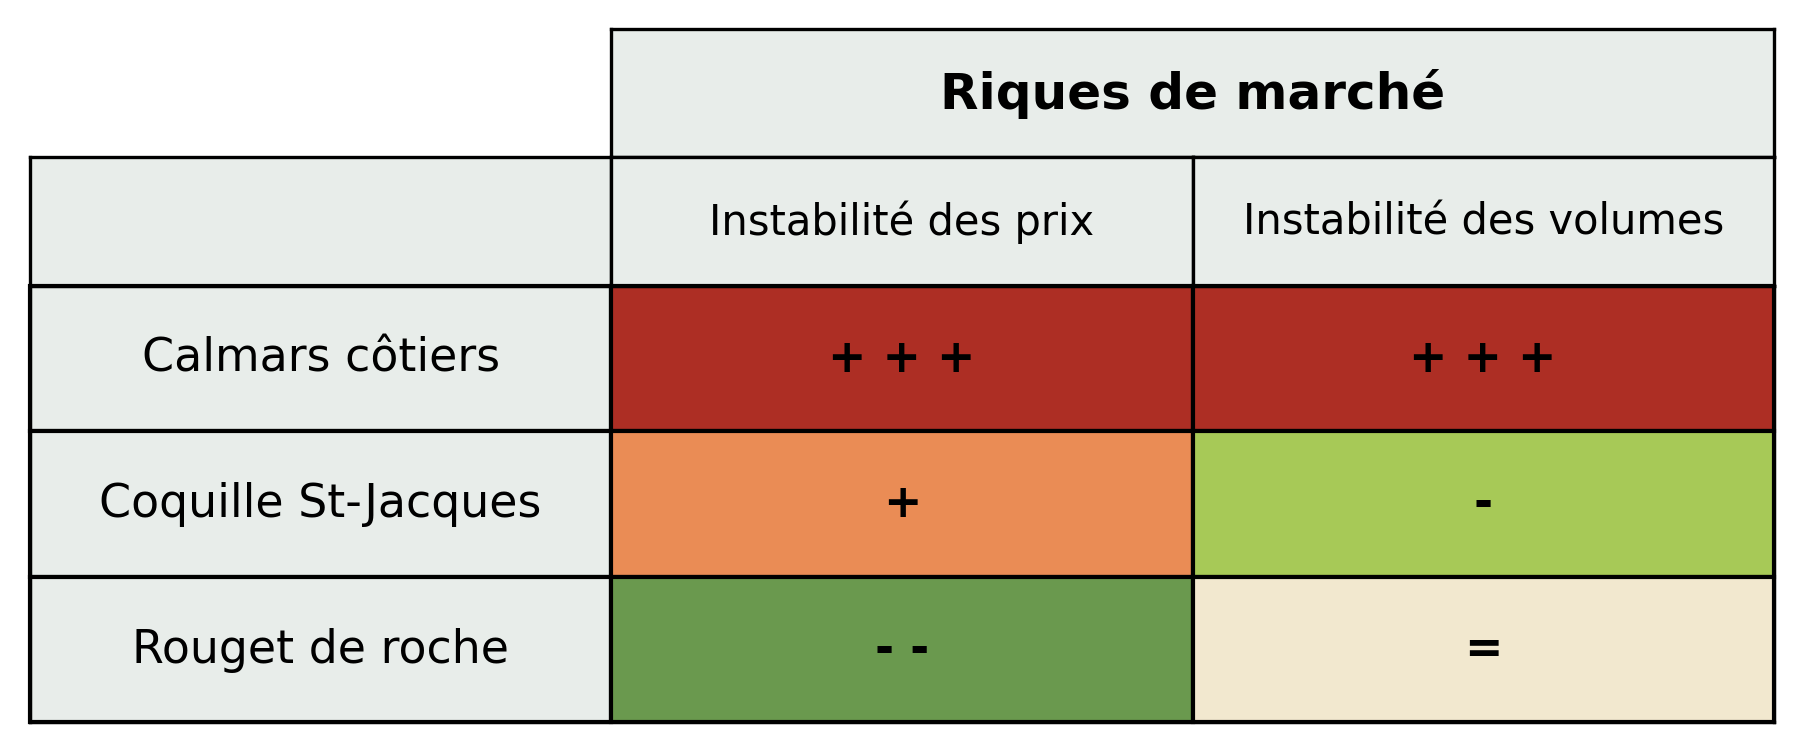 Riques de marché
Instabilité des prix Instabilité des volumes
Calmars côtiers + + + + + +
Coquille St-Jacques + -
Rouget de roche - - =